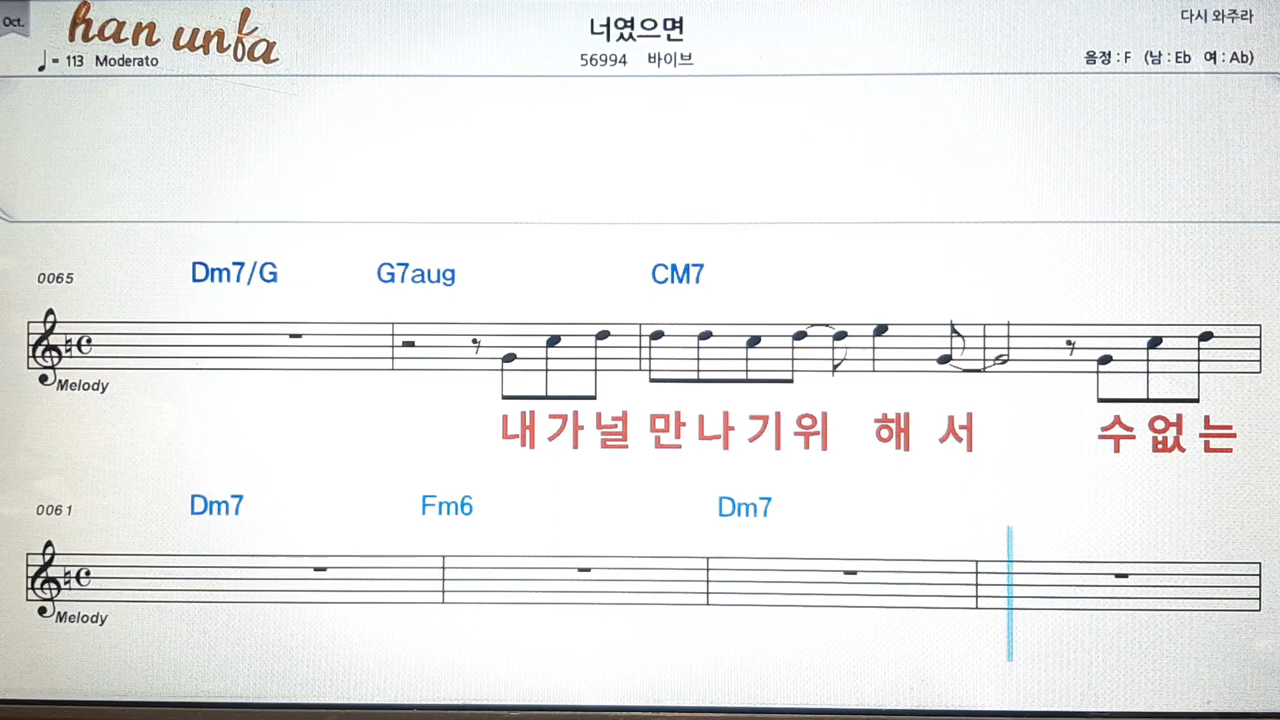 Oct.
han unfa
너였으면
다시 와주라
♩ = 113 Moderato
56994 바이브
음정 : F (남 : Eb 여 : Ab)
0065
Dm7/G G7aug CM7
Melody
내가널 만나기위 해 서 수없는
0061
Dm7 Fm6 Dm7
Melody